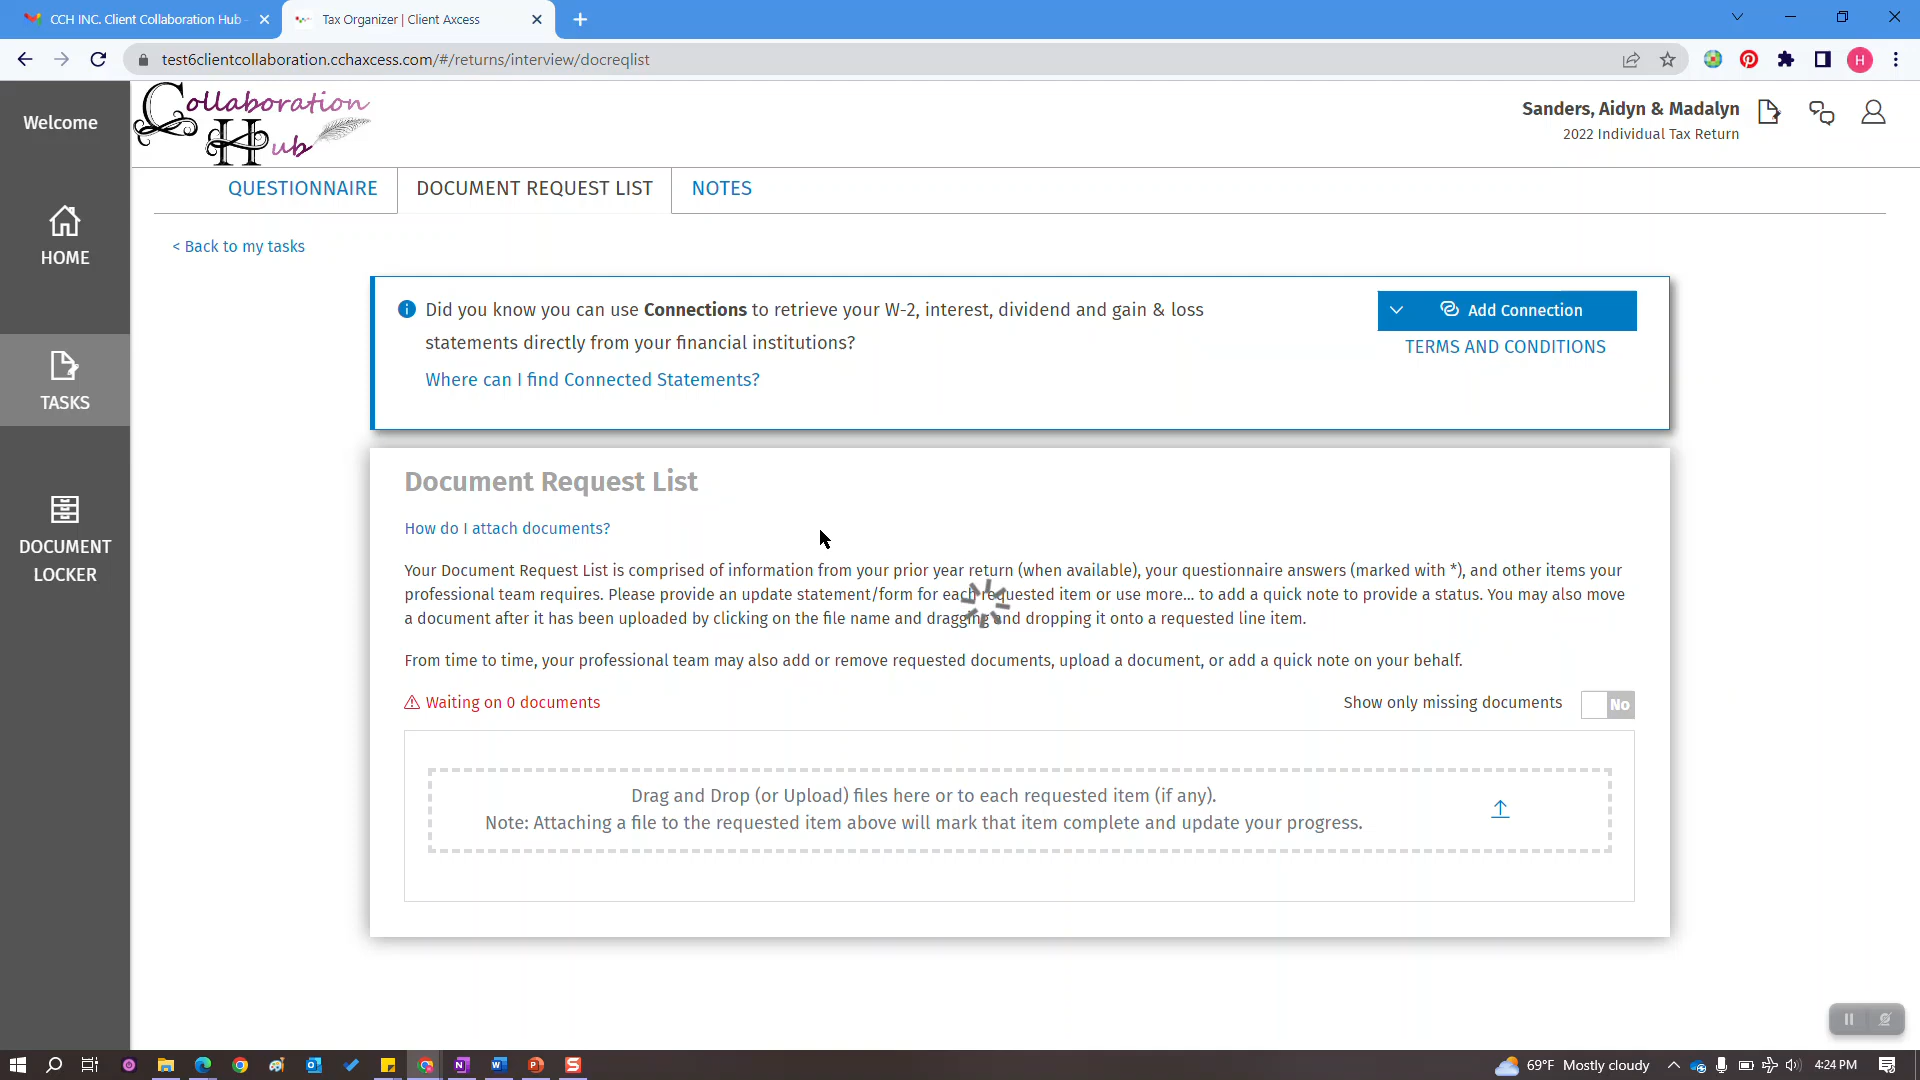 CCH INC. Client Collaboration Hub -
Tax Organizer | Client Axcess
test6clientcollaboration.cchaxcess.com/#/returns/interview/docreqlist
H
Welcome
Collaboration
Hub
Sanders, Aidyn & Madalyn
2022 Individual Tax Return
QUESTIONNAIRE
DOCUMENT REQUEST LIST
NOTES
HOME
TASKS
DOCUMENT
LOCKER
< Back to my tasks
Did you know you can use Connections to retrieve your W-2, interest, dividend and gain & loss
statements directly from your financial institutions?
Where can I find Connected Statements?
Add Connection
TERMS AND CONDITIONS
Document Request List
How do I attach documents?
Your Document Request List is comprised of information from your prior year return (when available), your questionnaire answers (marked with *), and other items your
professional team requires. Please provide an update statement/form for each requested item or use more... to add a quick note to provide a status. You may also move
a document after it has been uploaded by clicking on the file name and dragging and dropping it onto a requested line item.
From time to time, your professional team may also add or remove requested documents, upload a document, or add a quick note on your behalf.
Waiting on 0 documents
Show only missing documents
No
Drag and Drop (or Upload) files here or to each requested item (if any).
Note: Attaching a file to the requested item above will mark that item complete and update your progress.
69°F Mostly cloudy
4:24 PM